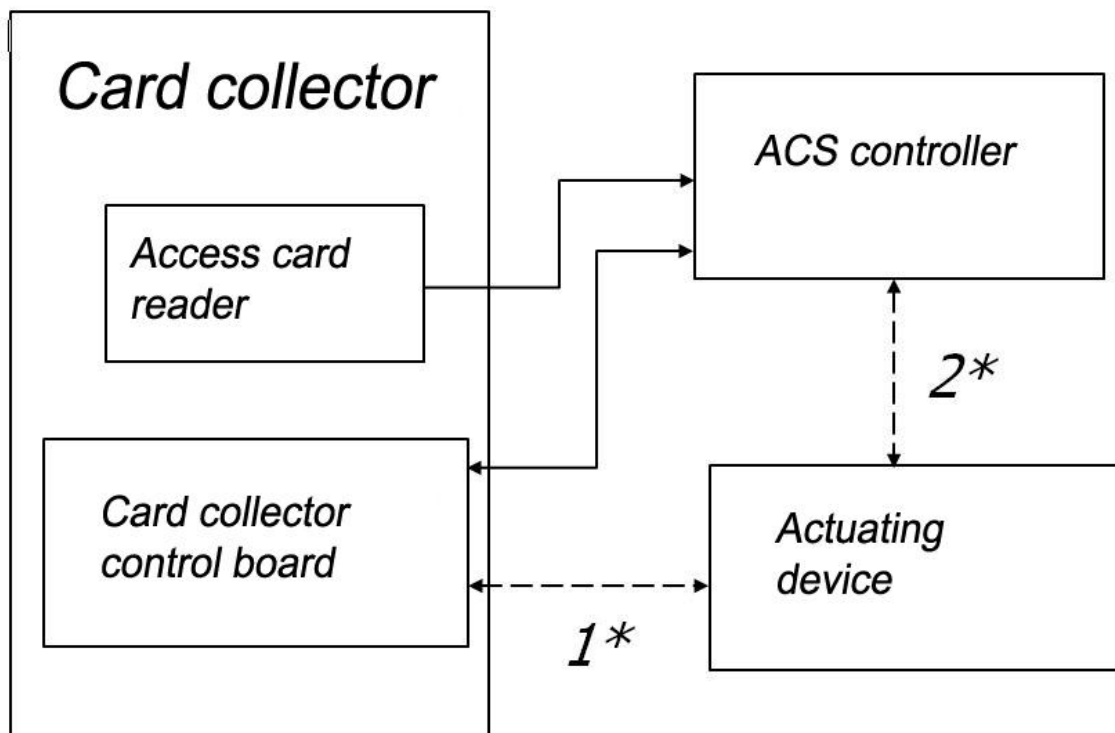 Card collector
ACS controller
Access card
reader
2*
Card collector
control board
Actuating
device
1*